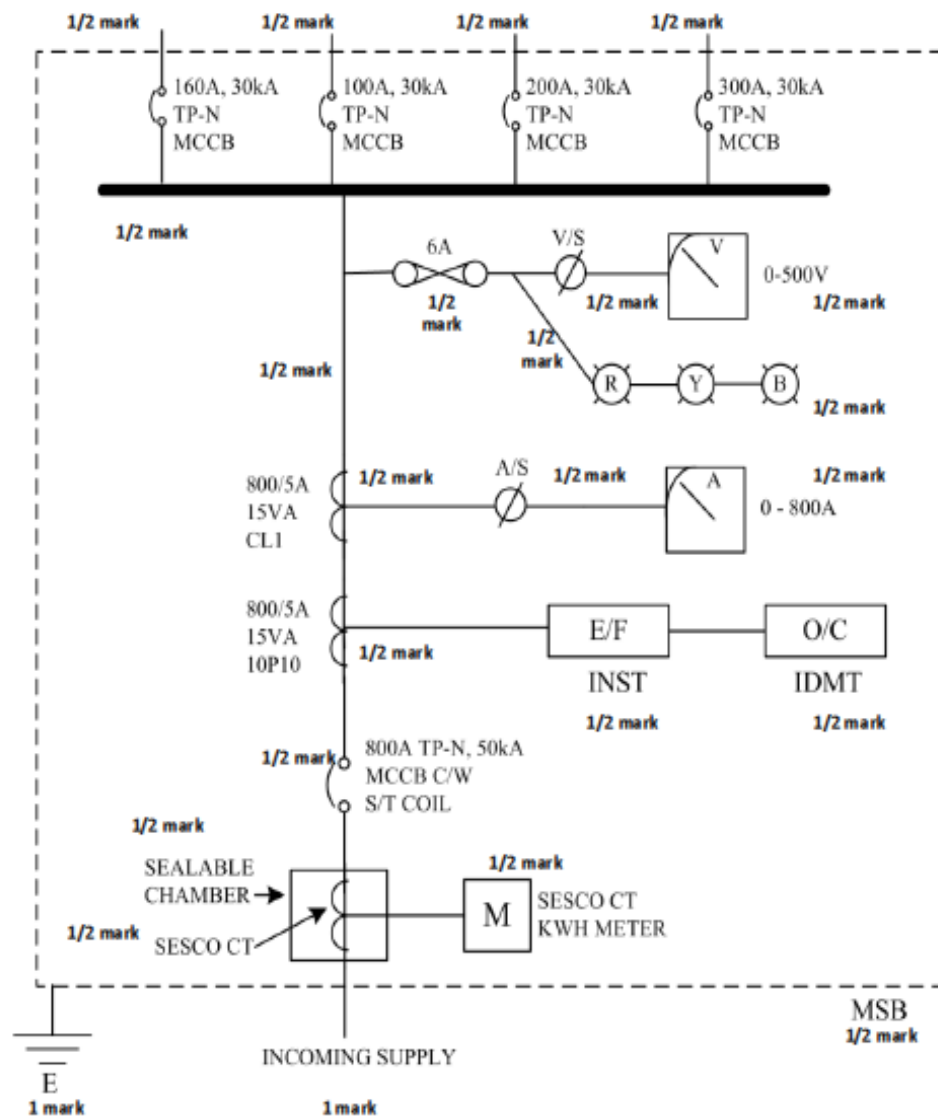 1/2 mark 1/2 mark 1/2 mark 1/2 mark
160A, 30kA
TP-N
MCCB
100A, 30kA
TP-N
MCCB
200A, 30kA
TP-N
MCCB
300A, 30kA
TP-N
MCCB
1/2 mark
6A
1/2
mark
V/S
1/2 mark
V
0-500V
1/2 mark
1/2
mark
1/2 mark
R Y B
1/2 mark
800/5A
15VA
CL1
1/2 mark
A/S
1/2 mark
A
1/2 mark
0 - 800A
800/5A
15VA
10P10
1/2 mark
E/F
INST
1/2 mark
O/C
IDMT
1/2 mark
1/2 mark
800A TP-N, 50kA
MCCB C/W
S/T COIL
1/2 mark
SEALABLE
CHAMBER
1/2 mark
SESCO CT
1/2 mark
M
SESCO CT
KWH METER
MSB
1/2 mark
E
1 mark
INCOMING SUPPLY
1 mark